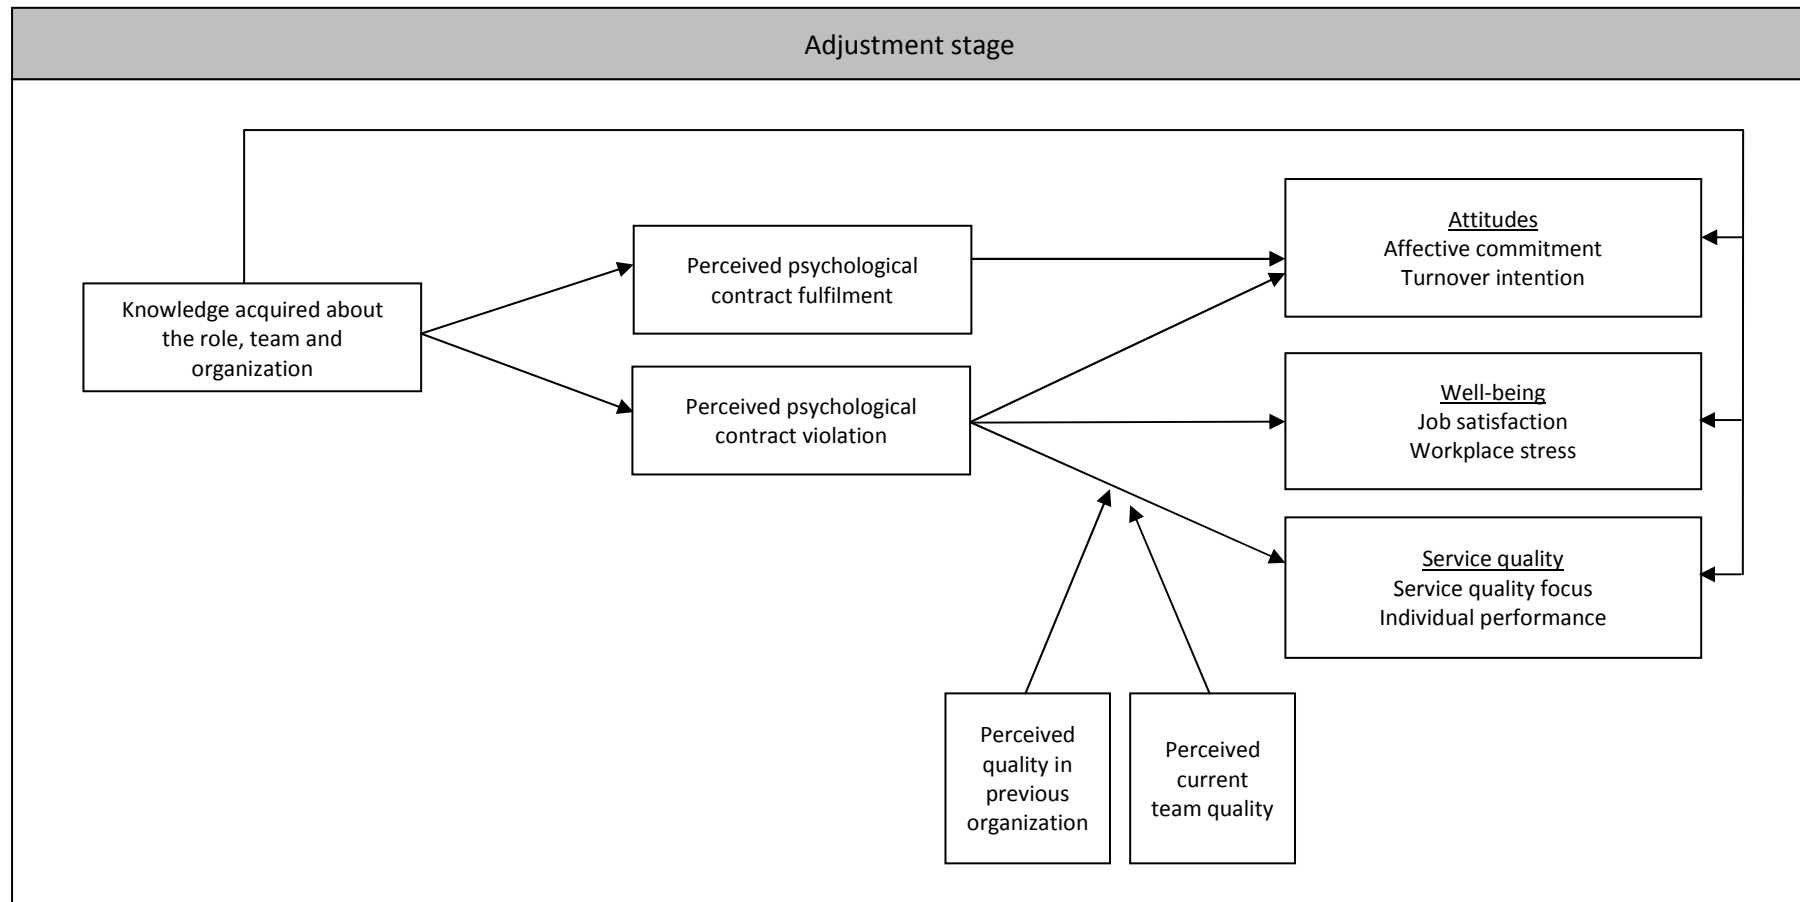 Adjustment stage
Knowledge acquired about
the role, team and
organization
Perceived psychological
contract fulfilment
Perceived psychological
contract violation
Attitudes
Affective commitment
Turnover intention
Well-being
Job satisfaction
Workplace stress
Service quality
Service quality focus
Individual performance
Perceived
quality in
previous
organization
Perceived
current
team quality